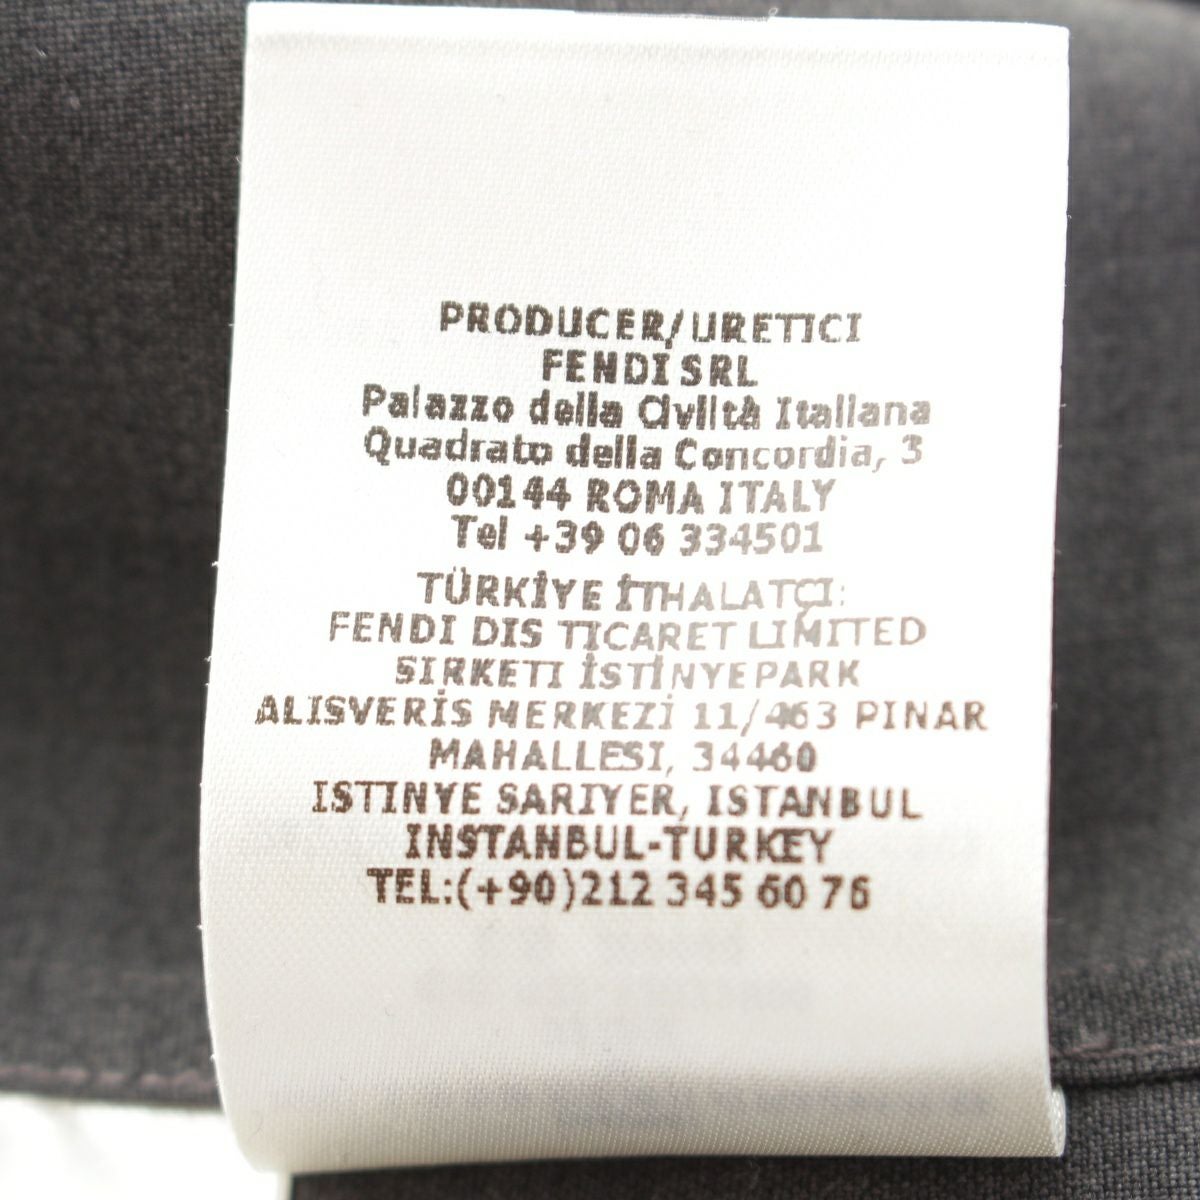 PRODUCER/URETICI
FENDİ SRL
Palazzo della Civiltà Italiana
Quadrato della Concordia, 3
00144 ROMA ITALY
Tel +39 06 334501
TÜRKİYE İTHALATÇI:
FENDI DIS TICARET LIMITED
SIRKETI İSTİNYEPARK
ALISVERİS MERKEZİ 11/463 PINAR
MAHALLESI, 34460
ISTINYE SARIYER, ISTANBUL
INSTANBUL-TURKEY
TEL:(+90)212 345 60 76